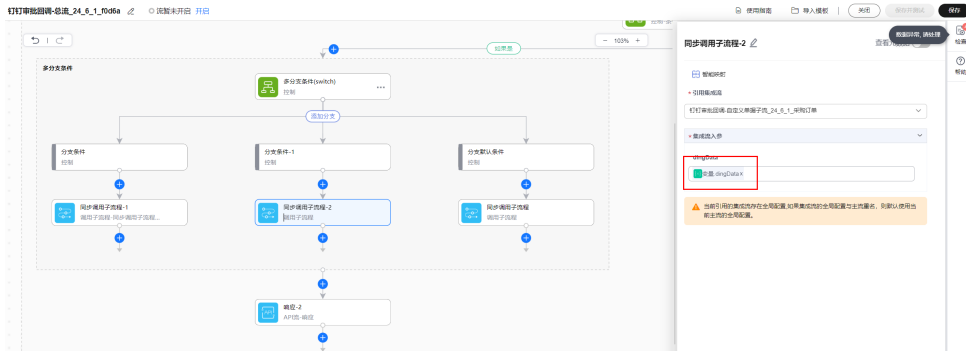 钉钉审批回调-总流_24_6_1_f0d6a
流暂未开启 开启
使用指南
导入模板
关闭
保存并测试
保存
数据异常, 请处理
检查
帮助
如果是
103%
多分支条件
多分支条件(switch)
控制
添加分支
分支条件
控制
分支条件-1
控制
分支默认条件
控制
同步调用子流程-1
调用子流程-同步调用子流程...
同步调用子流程-2
调用子流程
同步调用子流程
调用子流程
响应-2
API流-响应
同步调用子流程-2
智能映射
* 引用集成流
钉钉审批回调-自定义单据子流_24_6_1_采购订单
* 集成流入参
dingData
变量.dingData×
当前引用的集成流存在全局配置,如果集成流的全局配置与主流重名，则默认使用当
前主流的全局配置。